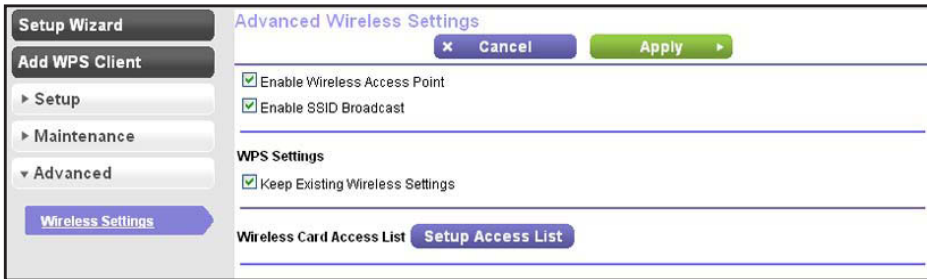 Setup Wizard
Add WPS Client
Setup
Maintenance
Advanced
Wireless Settings
Advanced Wireless Settings
Cancel
Apply
Enable Wireless Access Point
Enable SSID Broadcast
WPS Settings
Keep Existing Wireless Settings
Wireless Card Access List Setup Access List